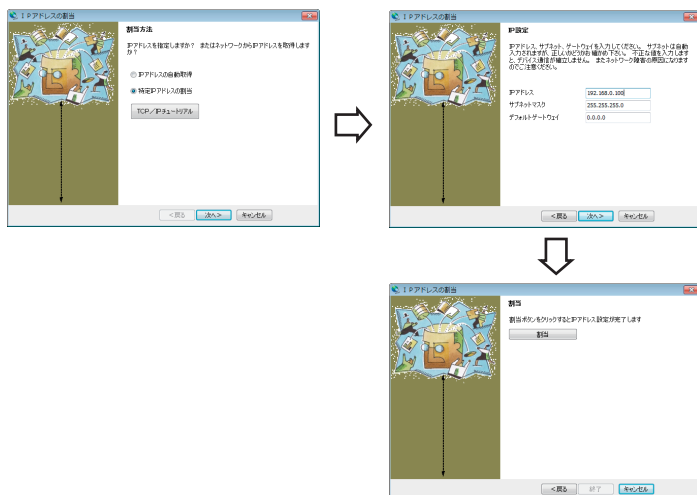 IPアドレスの割当
割当方法
IPアドレスを指定しますか？ またはネットワークからIPアドレスを取得します
か？
IPアドレスの自動取得
特定IPアドレスの割当
TCP／IPチュートリアル
＜戻る 次へ＞ キャンセル
IPアドレスの割当
IP設定
IPアドレス、サブネット、ゲートウェイを入力してください。 サブネットは自動
入力されますが、正しいかどうかお確かめ下さい。 不正な値を入力します
と、デバイス通信が確立しません。 またネットワーク障害の原因になります
のでご注意ください。
IPアドレス 192.168.0.100
サブネットマスク 255.255.255.0
デフォルトゲートウェイ 0.0.0.0
＜戻る 次へ＞ キャンセル
IPアドレスの割当
割当
割当ボタンをクリックするとIPアドレス設定が完了します
割当
＜戻る 終了 キャンセル